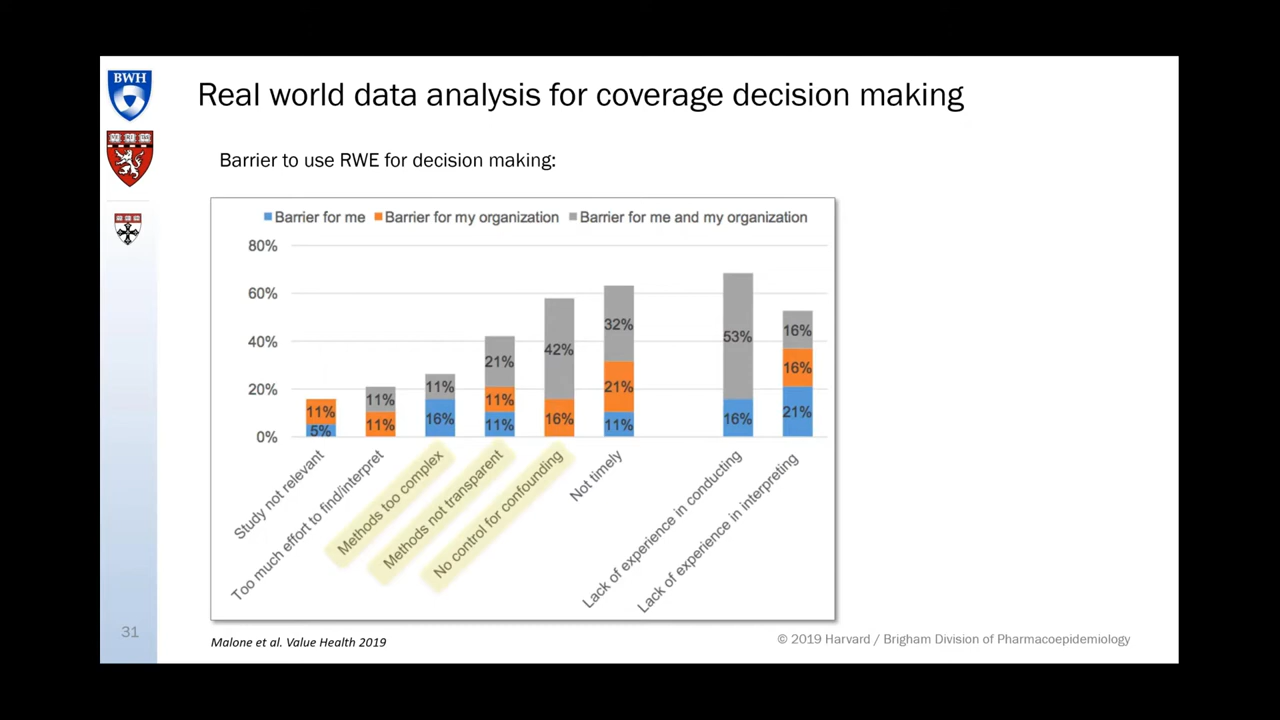 BWH
Real world data analysis for coverage decision making
Barrier to use RWE for decision making:
Barrier for me Barrier for my organization Barrier for me and my organization
80%
60%
40%
20%
0%
11%
5%
11%
11%
11%
16%
21%
11%
11%
42%
16%
32%
21%
11%
53%
16%
16%
16%
21%
Study not relevant
Too much effort to find/interpret
Methods too complex
Methods not transparent
No control for confounding
Not timely
Lack of experience in conducting
Lack of experience in interpreting
31
Malone et al. Value Health 2019
© 2019 Harvard / Brigham Division of Pharmacoepidemiology